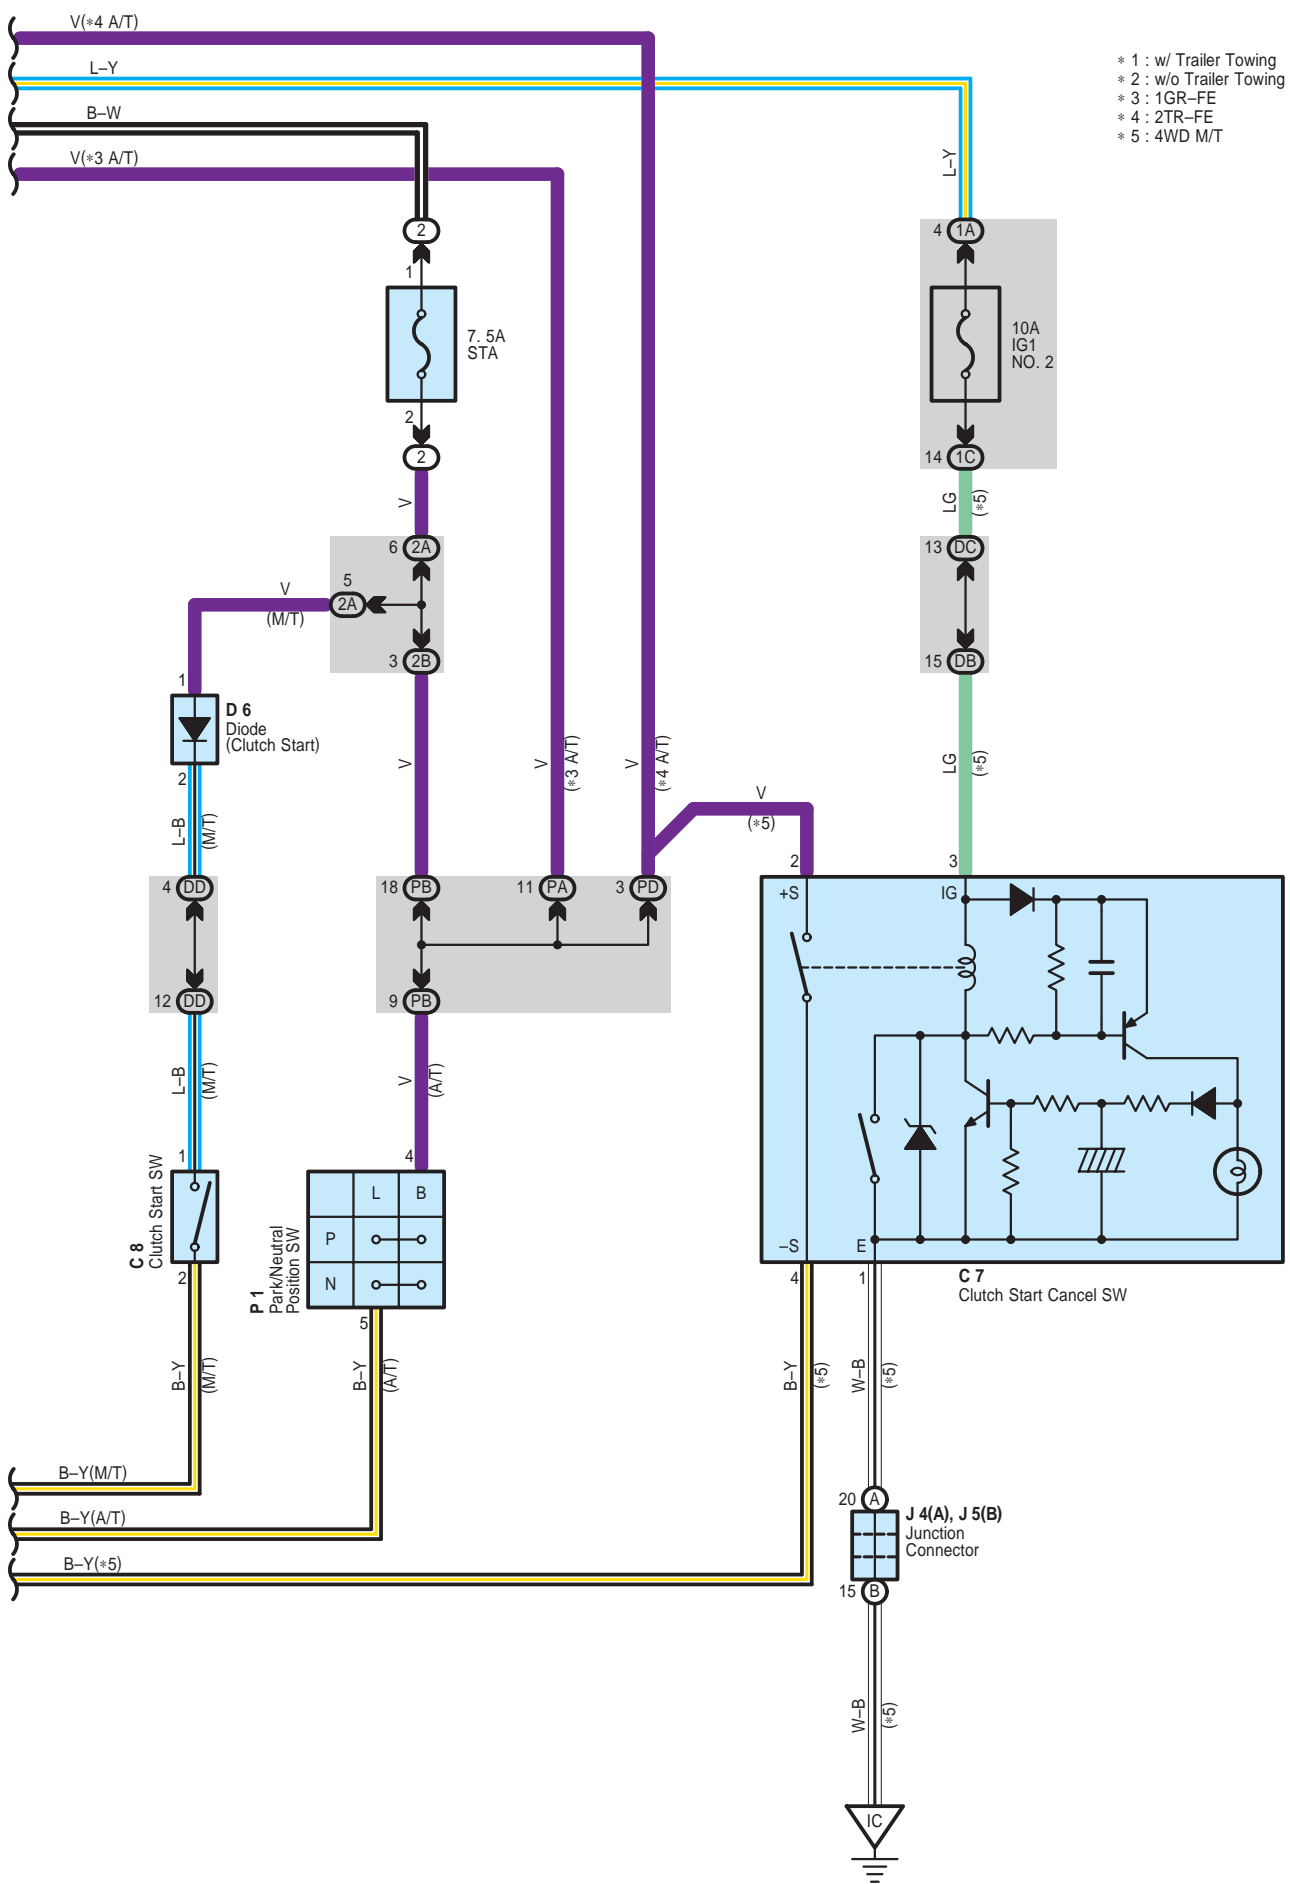 V(∗4 A/T)
L–Y
B–W
V(∗3 A/T)
∗ 1 : w/ Trailer Towing
∗ 2 : w/o Trailer Towing
∗ 3 : 1GR–FE
∗ 4 : 2TR–FE
∗ 5 : 4WD M/T
L–Y
2
1
7. 5A
STA
2
2
4 1A
10A
IG1
NO. 2
14 1C
V
LG
(∗5)
6 2A
5
2A
3 2B
V
(M/T)
13 DC
15 DB
1
D 6
Diode
(Clutch Start)
2
L–B
(M/T)
V
V
(∗3 A/T)
V
(∗4 A/T)
V
(∗5)
LG
(∗5)
4 DD
12 DD
18 PB
11 PA
3 PD
9 PB
2
3
+S
IG
–S
E
4
1
C 7
Clutch Start Cancel SW
L–B
(M/T)
V
(A/T)
1
C 8
Clutch Start SW
2
4
L
B
P
N
P 1
Park/Neutral
Position SW
5
B–Y
(M/T)
B–Y
(A/T)
B–Y
(∗5)
W–B
(∗5)
B–Y(M/T)
B–Y(A/T)
B–Y(∗5)
20 A
J 4(A), J 5(B)
Junction
Connector
15 B
W–B
(∗5)
IC